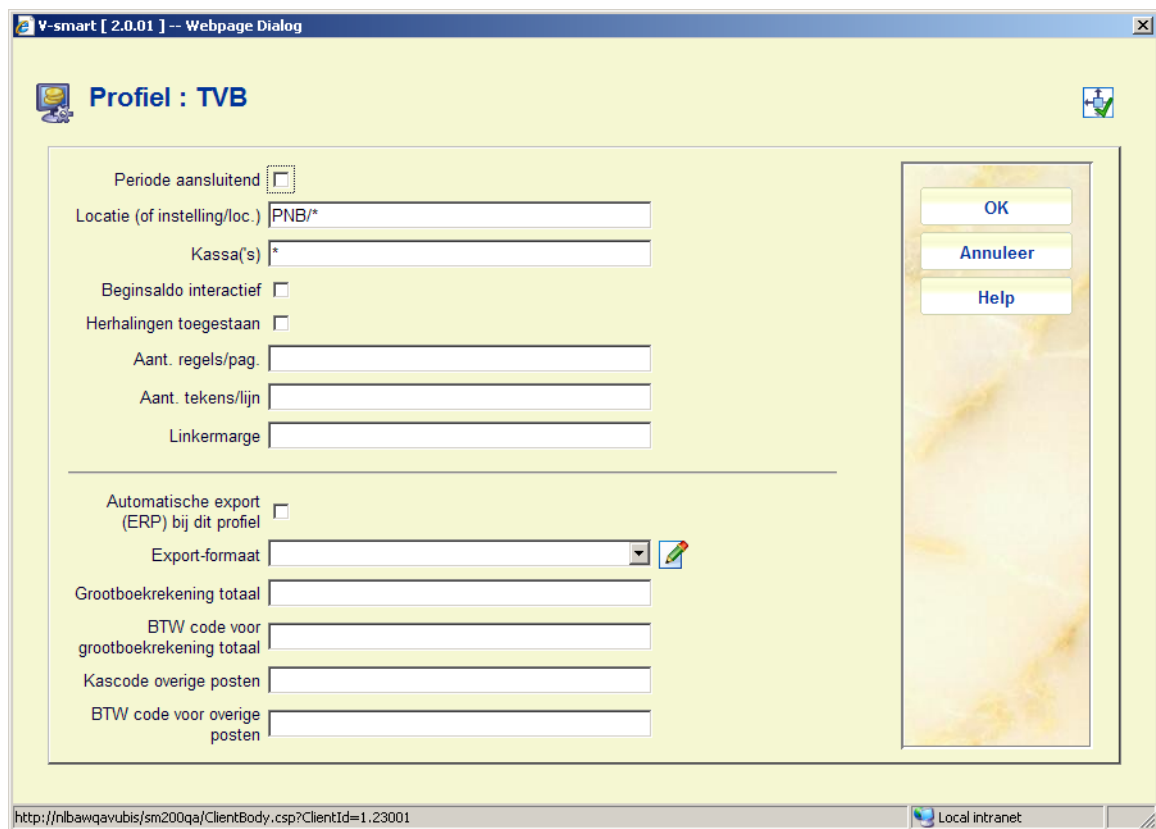 V-smart [ 2.0.01 ] -- Webpage Dialog
Profiel : TVB
Periode aansluitend
Locatie (of instelling/loc.) PNB/*
Kassa('s) *
Beginsaldo interactief
Herhalingen toegestaan
Aant. regels/pag.
Aant. tekens/lijn
Linkermarge
Automatische export
(ERP) bij dit profiel
Export-formaat
Grootboekrekening totaal
BTW code voor
grootboekrekening totaal
Kascode overige posten
BTW code voor overige
posten
OK
Annuleer
Help
http://nlbawqavubis/sm200qa/ClientBody.csp?ClientId=1.23001
Local intranet